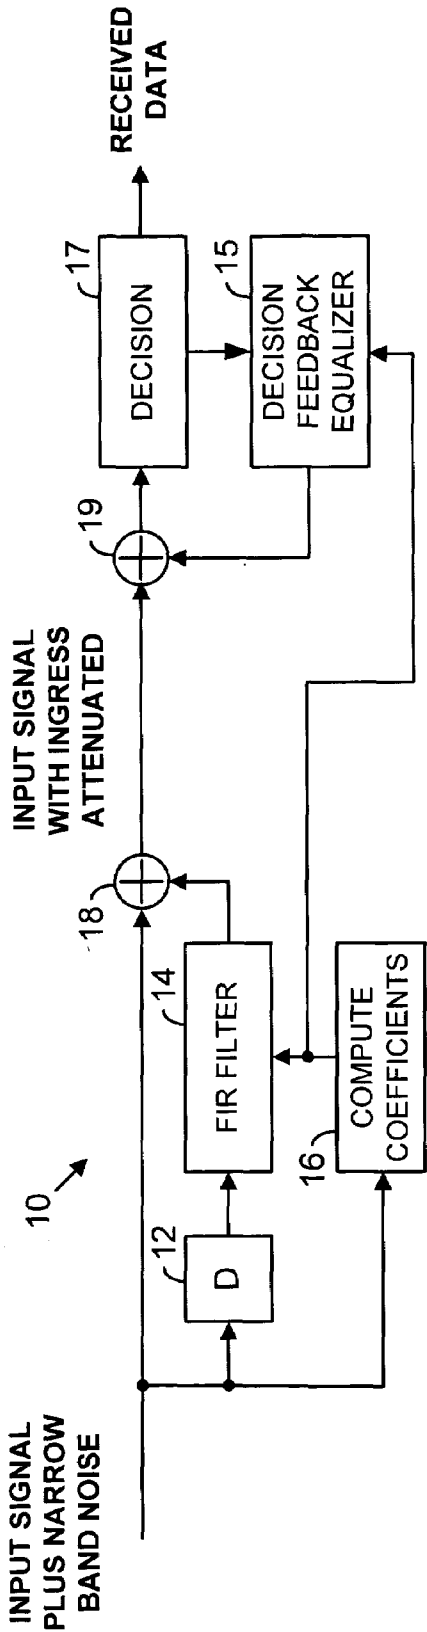 INPUT SIGNAL
PLUS NARROW
BAND NOISE
10
12
D
14
FIR FILTER
16
COMPUTE
COEFFICIENTS
18
INPUT SIGNAL
WITH INGRESS
ATTENUATED
19
17
DECISION
15
DECISION
FEEDBACK
EQUALIZER
RECEIVED
DATA